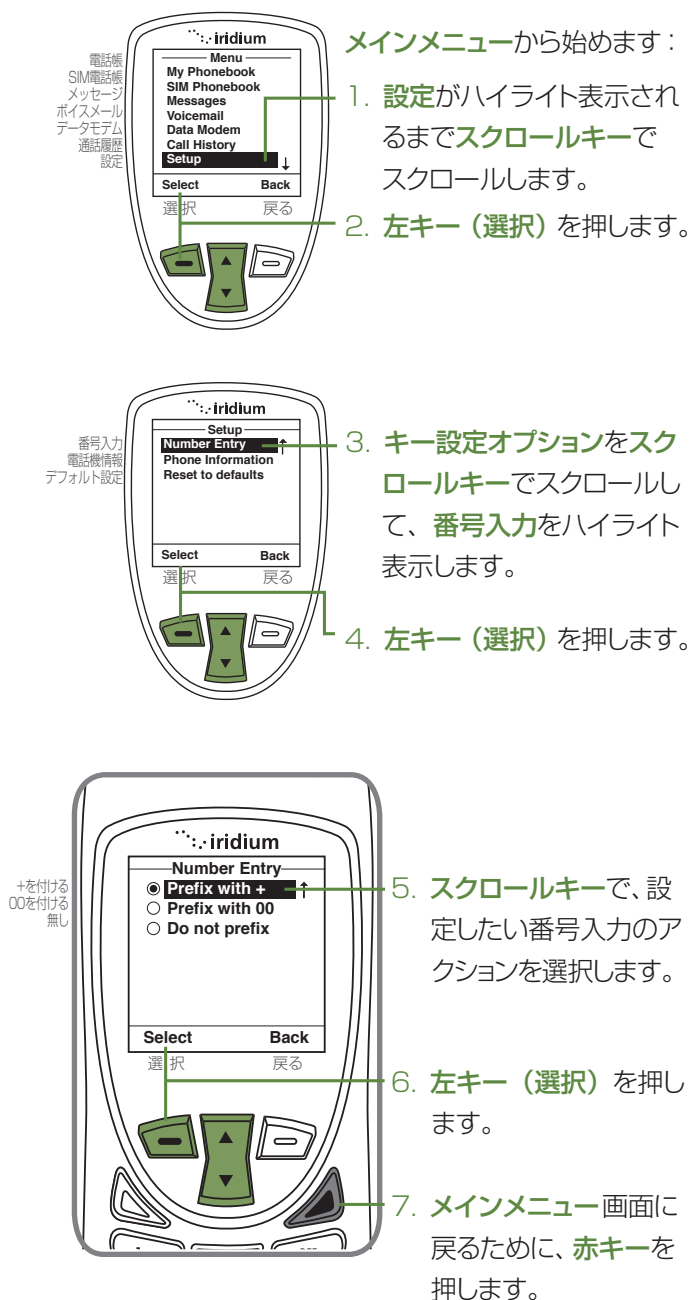 iridium
Menu
My Phonebook
SIM Phonebook
Messages
Voicemail
Data Modem
Call History
Setup
↓
Select Back
選択 戻る
電話帳
SIM電話帳
メッセージ
ボイスメール
データモデム
通話履歴
設定
メインメニューから始めます：
1. 設定がハイライト表示され
るまでスクロールキーで
スクロールします。
2. 左キー（選択）を押します。
iridium
Setup
Number Entry ↑
Phone Information
Reset to defaults
Select Back
選択 戻る
番号入力
電話機情報
デフォルト設定
3. キー設定オプションをスク
ロールキーでスクロールし
て、番号入力をハイライト
表示します。
4. 左キー（選択）を押します。
iridium
Number Entry
Prefix with + ↑
Prefix with 00
Do not prefix
Select Back
選択 戻る
+を付ける
00を付ける
無し
5. スクロールキーで、設
定したい番号入力のア
クションを選択します。
6. 左キー（選択）を押し
ます。
7. メインメニュー画面に
戻るために、赤キーを
押します。